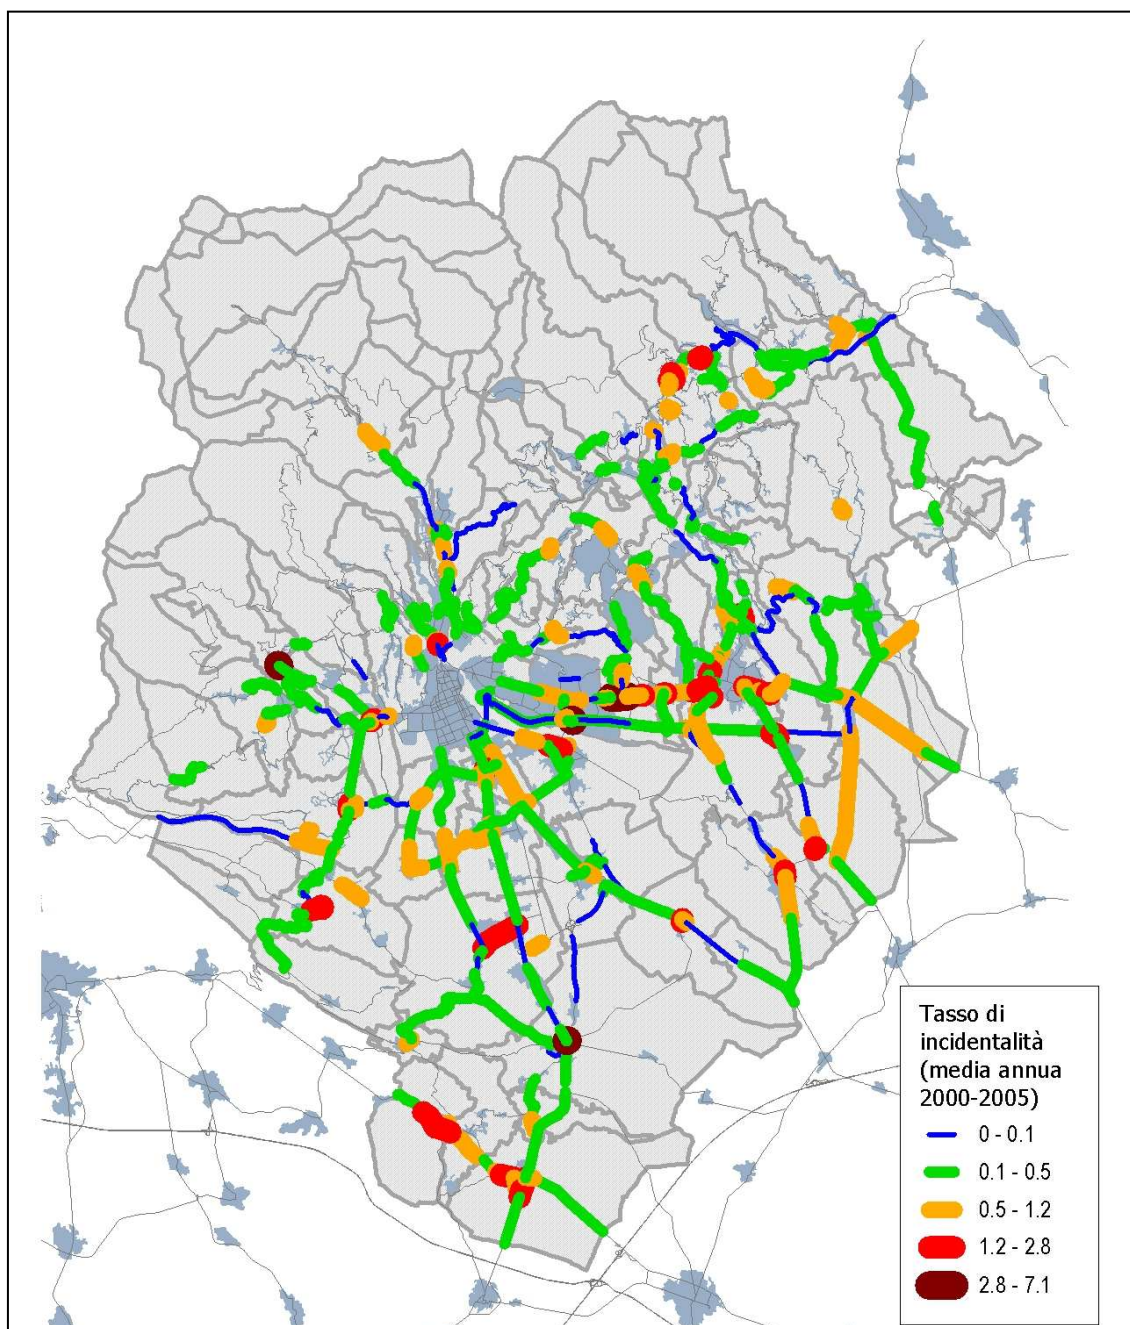 Tasso di
incidentalità
(media annua
2000-2005)
0 - 0.1
0.1 - 0.5
0.5 - 1.2
1.2 - 2.8
2.8 - 7.1